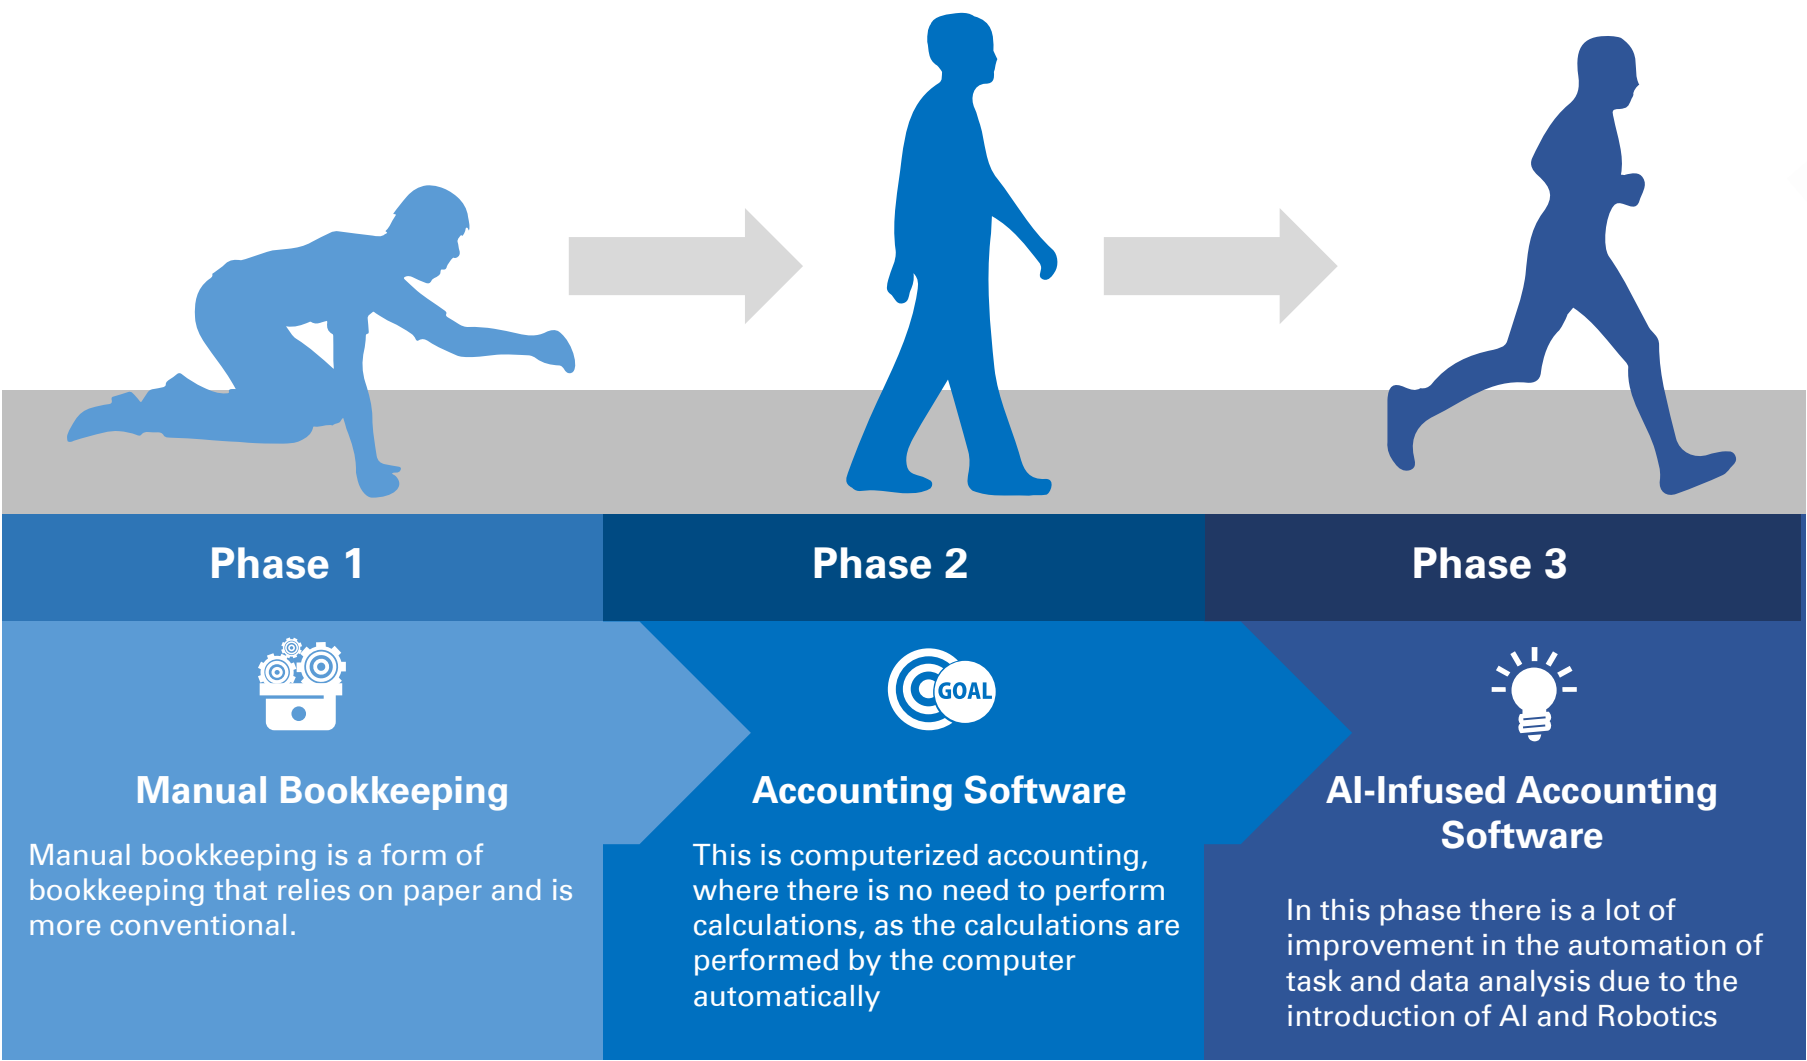 Phase 1
Phase 2
Phase 3
GOAL
Manual Bookkeeping
Manual bookkeeping is a form of
bookkeeping that relies on paper and is
more conventional.
Accounting Software
This is computerized accounting,
where there is no need to perform
calculations, as the calculations are
performed by the computer
automatically
AI-Infused Accounting
Software
In this phase there is a lot of
improvement in the automation of
task and data analysis due to the
introduction of AI and Robotics